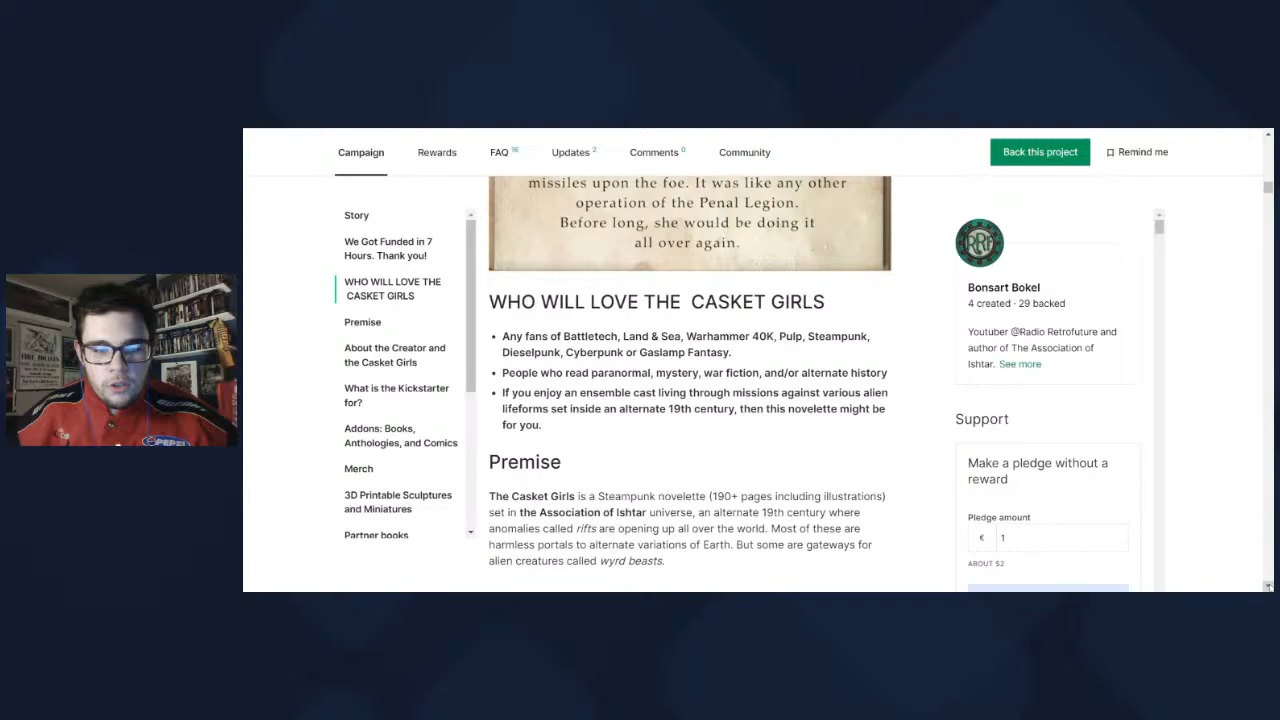 Campaign
Rewards
FAQ 16
Updates 2
Comments 0
Community
Back this project
Remind me
Story
We Got Funded in 7
Hours. Thank you!
WHO WILL LOVE THE
CASKET GIRLS
Premise
About the Creator and
the Casket Girls
What is the Kickstarter
for?
Addons: Books,
Anthologies, and Comics
Merch
3D Printable Sculptures
and Miniatures
Partner books
missiles upon the foe. It was like any other
operation of the Penal Legion.
Before long, she would be doing it
all over again.
WHO WILL LOVE THE CASKET GIRLS
• Any fans of Battletech, Land & Sea, Warhammer 40K, Pulp, Steampunk,
Dieselpunk, Cyberpunk or Gaslamp Fantasy.
• People who read paranormal, mystery, war fiction, and/or alternate history
• If you enjoy an ensemble cast living through missions against various alien
lifeforms set inside an alternate 19th century, then this novelette might be
for you.
Premise
The Casket Girls is a Steampunk novelette (190+ pages including illustrations)
set in the Association of Ishtar universe, an alternate 19th century where
anomalies called rifts are opening up all over the world. Most of these are
harmless portals to alternate variations of Earth. But some are gateways for
alien creatures called wyrd beasts.
RRF
Bonsart Bokel
4 created · 29 backed
Youtuber @Radio Retrofuture and
author of The Association of
Ishtar. See more
Support
Make a pledge without a
reward
Pledge amount
€ 1
ABOUT $2
PEPSI